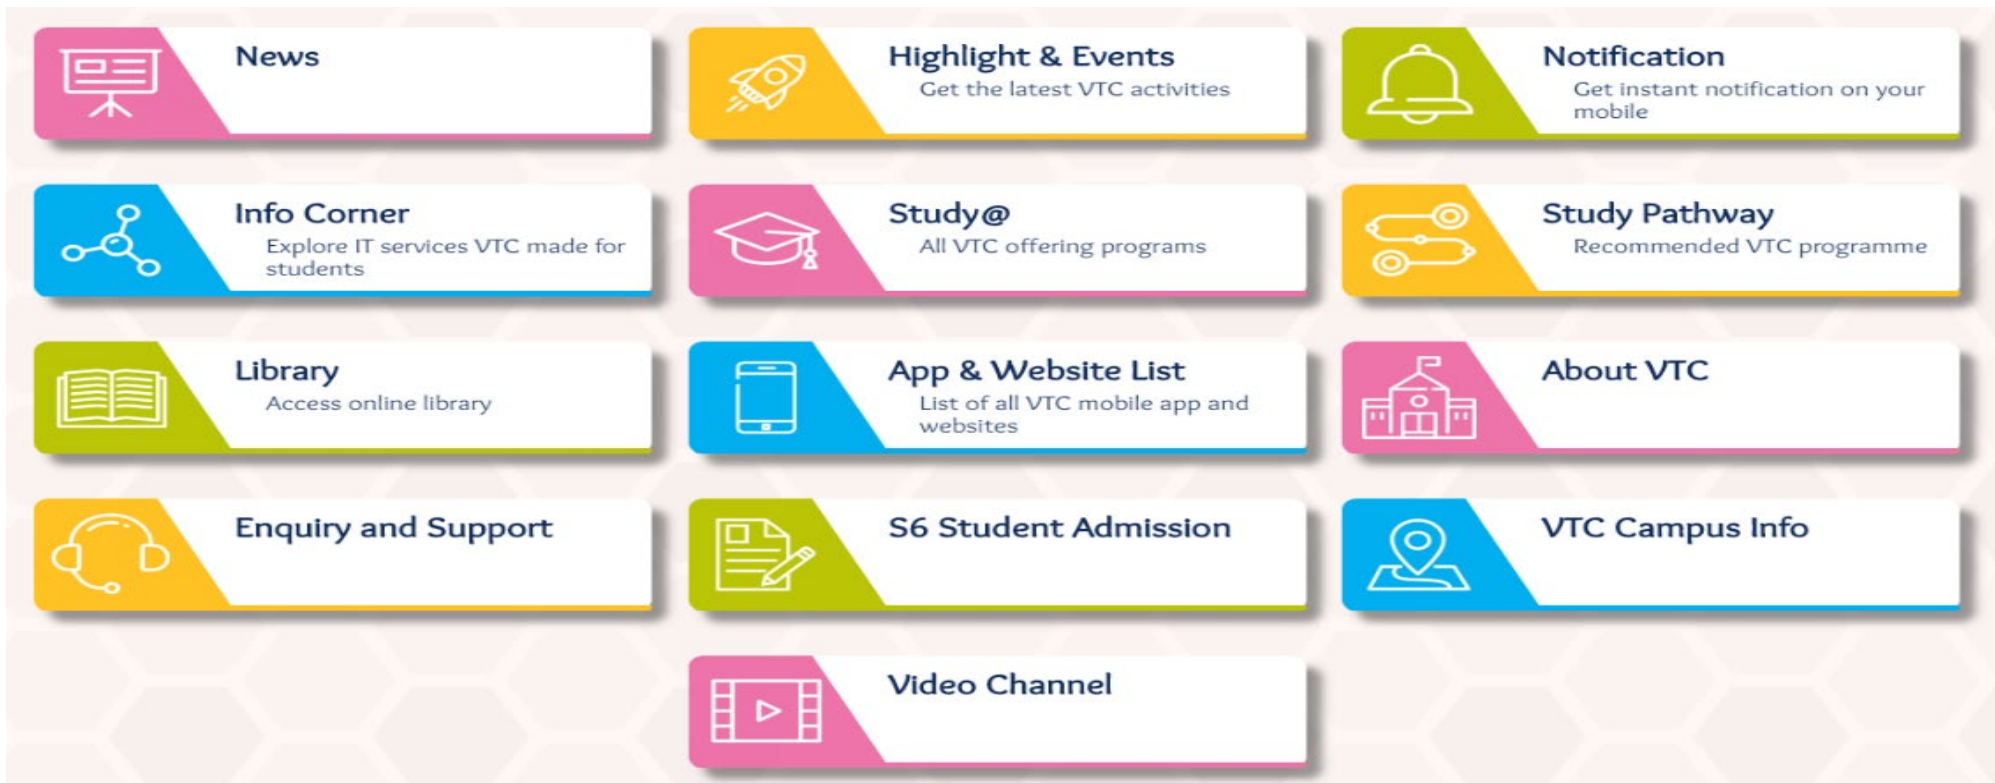 News
Highlight & Events
Get the latest VTC activities
Notification
Get instant notification on your
mobile
Info Corner
Explore IT services VTC made for
students
Study@
All VTC offering programs
Study Pathway
Recommended VTC programme
Library
Access online library
App & Website List
List of all VTC mobile app and
websites
About VTC
Enquiry and Support
S6 Student Admission
VTC Campus Info
Video Channel